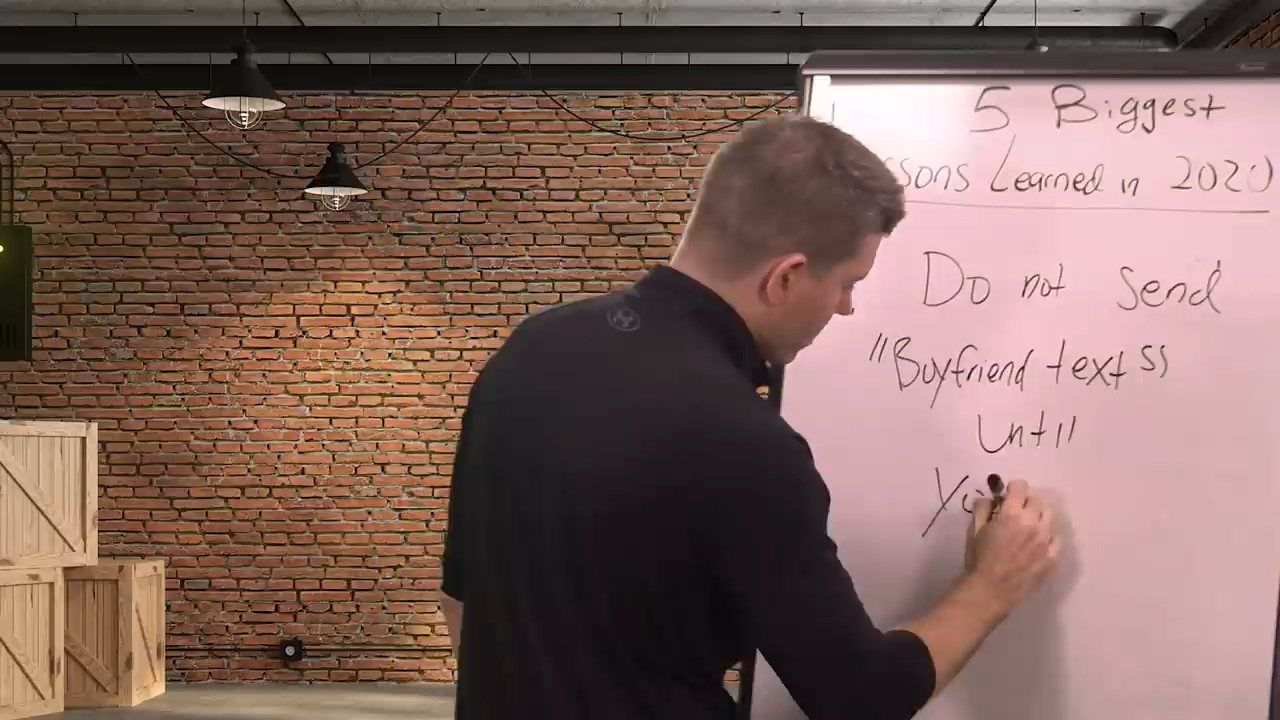 5 Biggest
ssons Learned in 2020
Do not Send
"Boyfriend texts"
Until